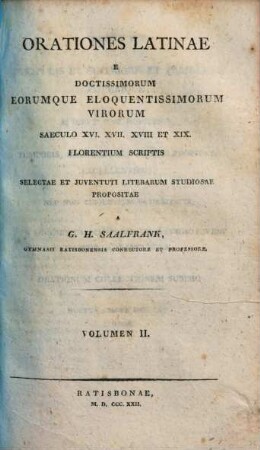 ORATIONES LATINAE
E
DOCTISSIMORUM
EORUMQUE ELOQUENTISSIMORUM
VIRORUM
SAECULO XVI. XVII. XVIII ET XIX.
FLORENTIUM SCRIPTIS
SELECTAE ET JUVENTUTI LITERARUM STUDIOSAE
PROPOSITAE
A
G. H. SAALFRANK,
GYMNASII RATISBONENSIS CONRECTORE ET PROFESSORE.
VOLUMEN II.
RATISBONAE,
M. D. CCC. XXII.